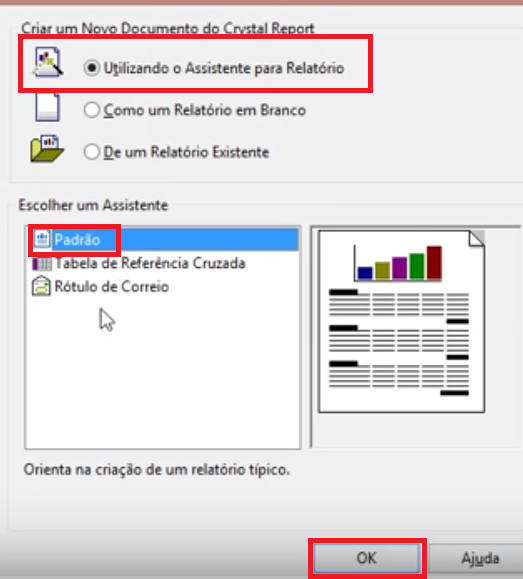 Criar um Novo Documento do Crystal Report
Utilizando o Assistente para Relatório
Como um Relatório em Branco
De um Relatório Existente
Escolher um Assistente
Padrão
Tabela de Referência Cruzada
Rótulo de Correio
Orienta na criação de um relatório típico.
OK
Ajuda